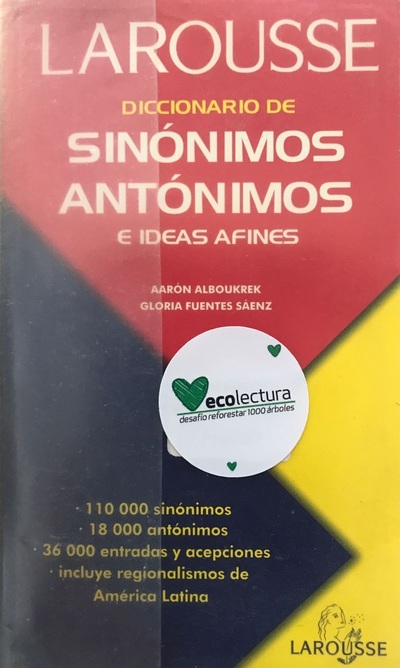 LAROUSSE
DICCIONARIO DE
SINÓNIMOS
ANTÓNIMOS
E IDEAS AFINES
AARÓN ALBOUKREK
GLORIA FUENTES SÁENZ
ecolectura
desafío reforestar 1000 árboles
· 110 000 sinónimos
· 18 000 antónimos
· 36 000 entradas y acepciones
· incluye regionalismos de
América Latina
LAROUSSE